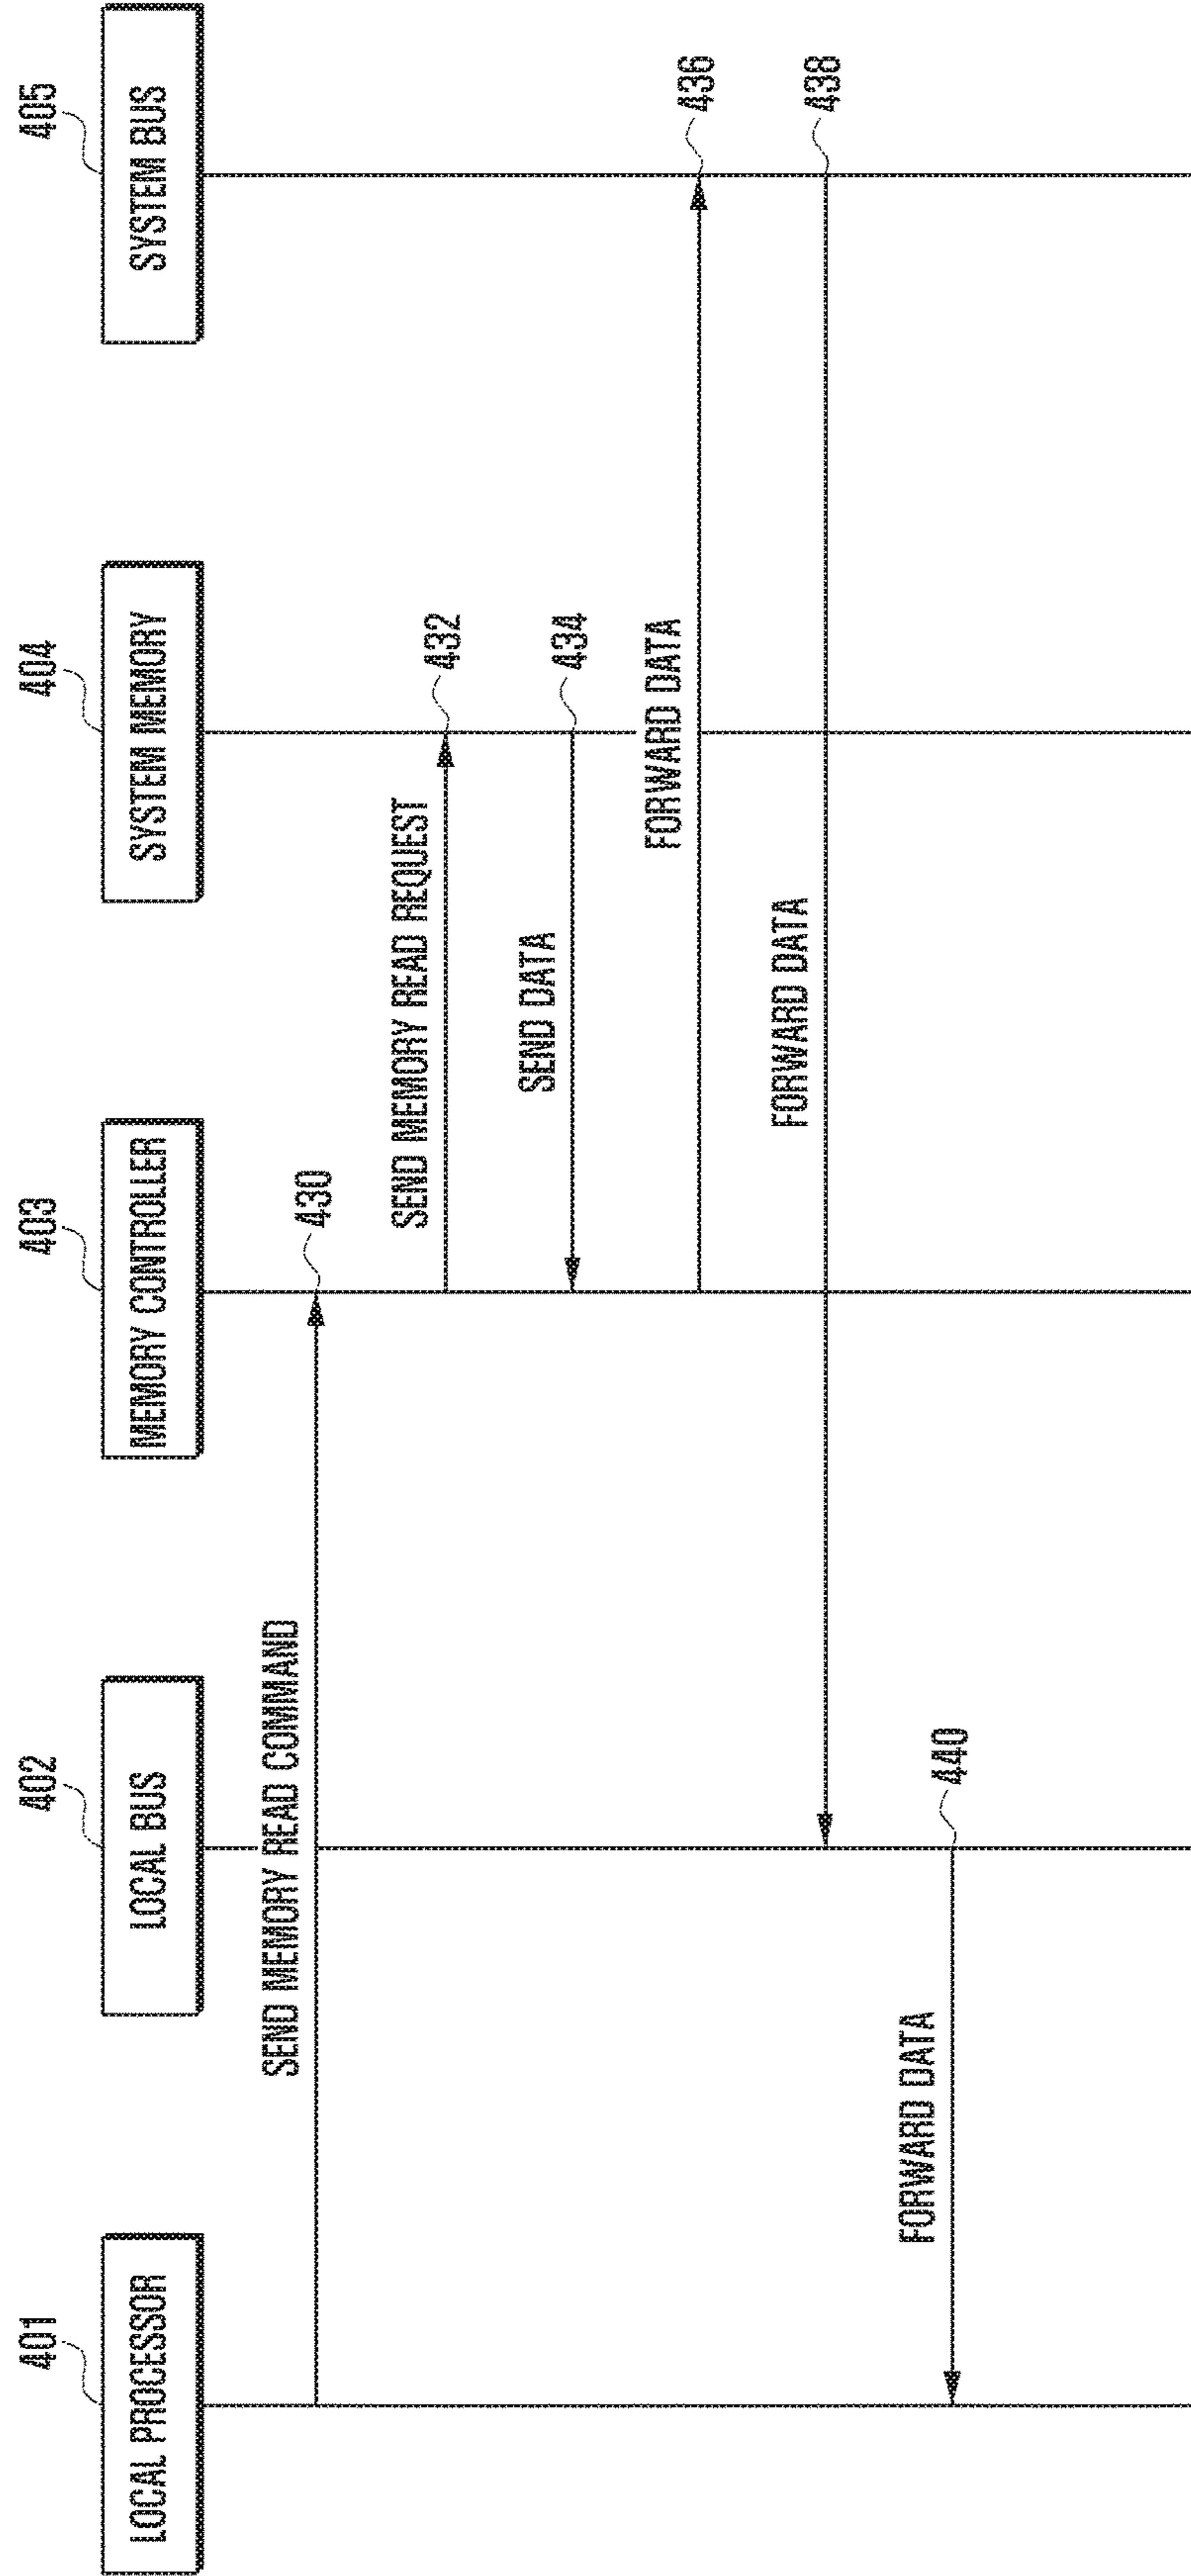 401
402
403
404
405
LOCAL PROCESSOR
LOCAL BUS
MEMORY CONTROLLER
SYSTEM MEMORY
SYSTEM BUS
SEND MEMORY READ COMMAND
430
SEND MEMORY READ REQUEST
432
SEND DATA
434
FORWARD DATA
436
FORWARD DATA
438
FORWARD DATA
440